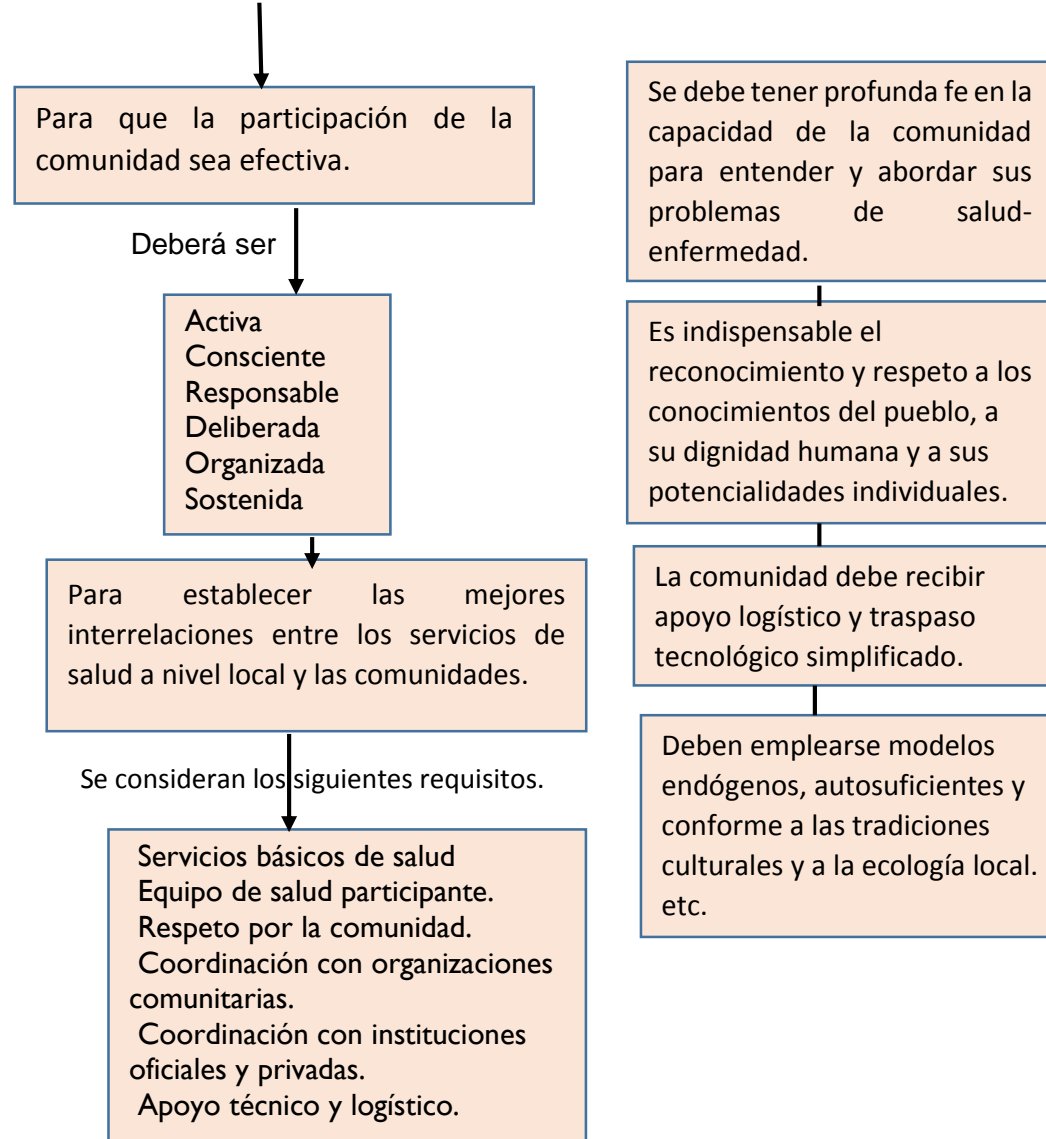 Para que la participación de la
comunidad sea efectiva.
Deberá ser
Activa
Consciente
Responsable
Deliberada
Organizada
Sostenida
Para establecer las mejores
interrelaciones entre los servicios de
salud a nivel local y las comunidades.
Se consideran los siguientes requisitos.
Servicios básicos de salud
Equipo de salud participante.
Respeto por la comunidad.
Coordinación con organizaciones
comunitarias.
Coordinación con instituciones
oficiales y privadas.
Apoyo técnico y logístico.
Se debe tener profunda fe en la
capacidad de la comunidad
para entender y abordar sus
problemas de salud-
enfermedad.
Es indispensable el
reconocimiento y respeto a los
conocimientos del pueblo, a
su dignidad humana y a sus
potencialidades individuales.
La comunidad debe recibir
apoyo logístico y traspaso
tecnológico simplificado.
Deben emplearse modelos
endógenos, autosuficientes y
conforme a las tradiciones
culturales y a la ecología local.
etc.